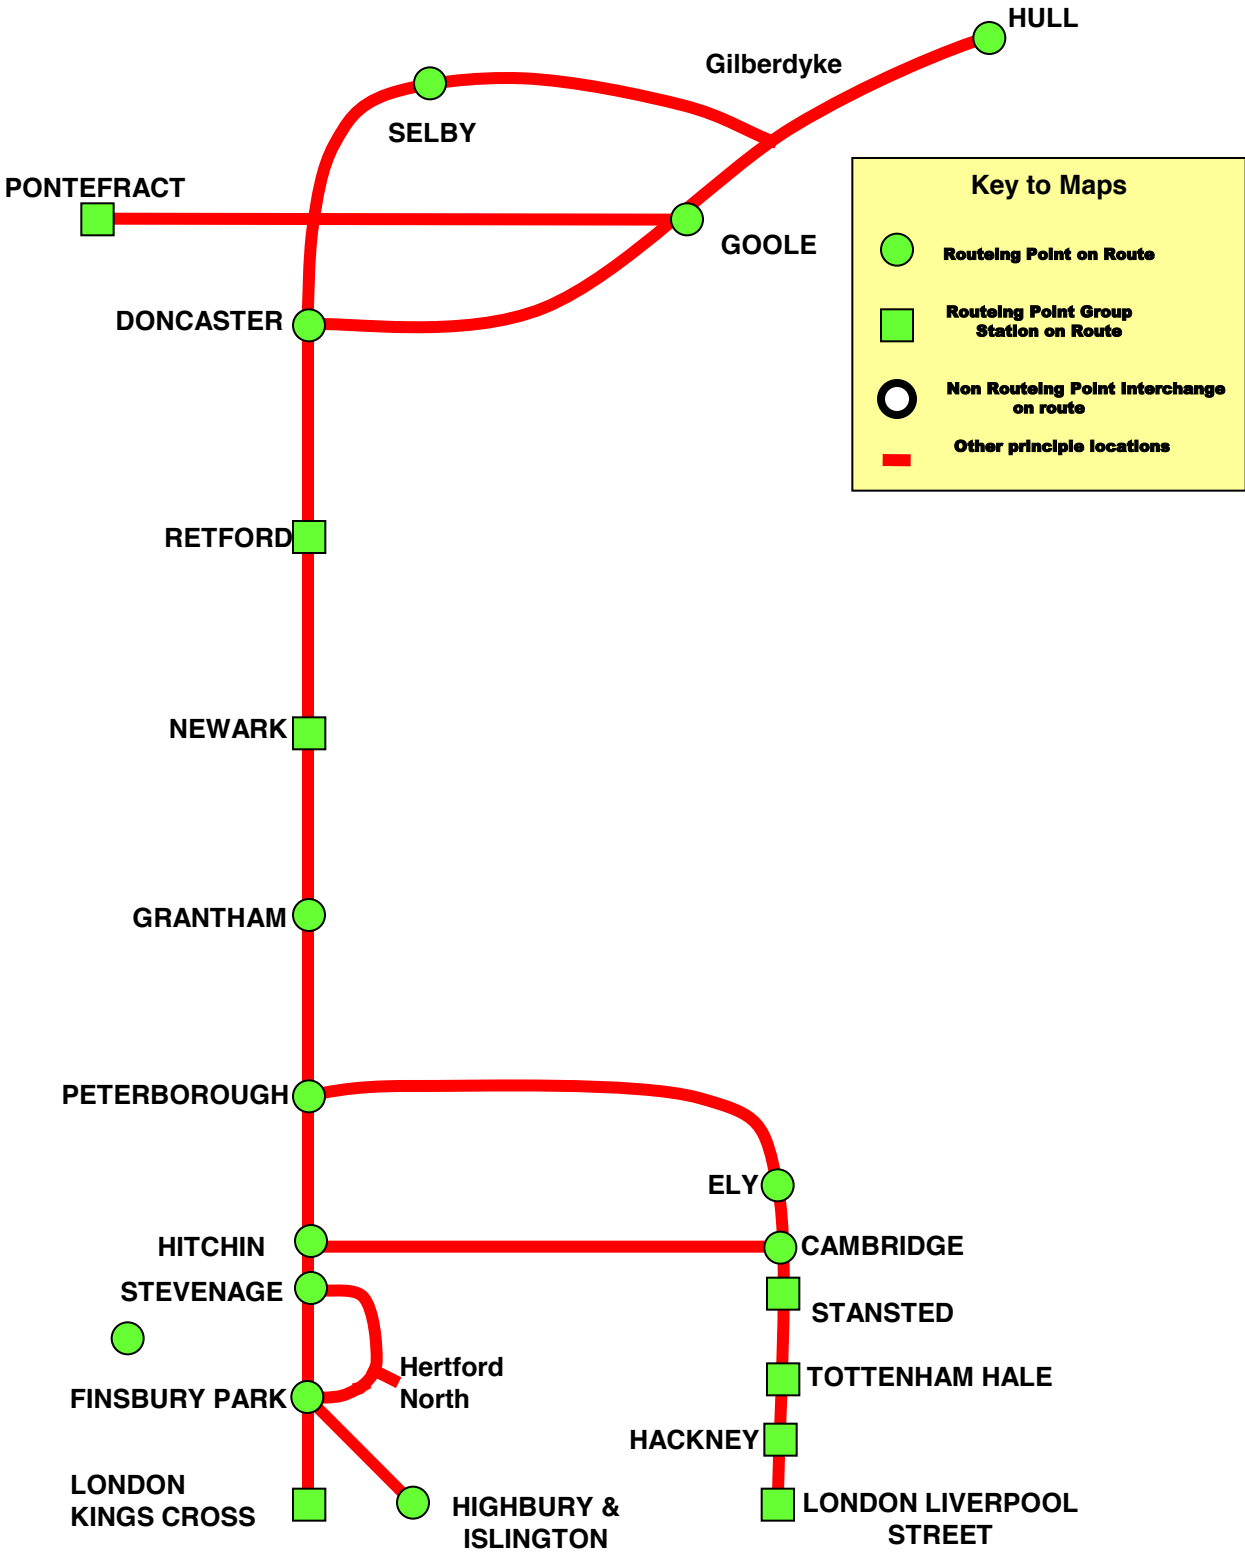 HULL
Gilberdyke
SELBY
PONTEFRACT
GOOLE
Key to Maps
Routeing Point on Route
Routeing Point Group
Station on Route
Non Routeing Point Interchange
on route
Other principle locations
DONCASTER
RETFORD
NEWARK
GRANTHAM
PETERBOROUGH
ELY
HITCHIN
CAMBRIDGE
STEVENAGE
STANSTED
Hertford
North
TOTTENHAM HALE
FINSBURY PARK
HACKNEY
LONDON
KINGS CROSS
HIGHBURY &
ISLINGTON
LONDON LIVERPOOL
STREET